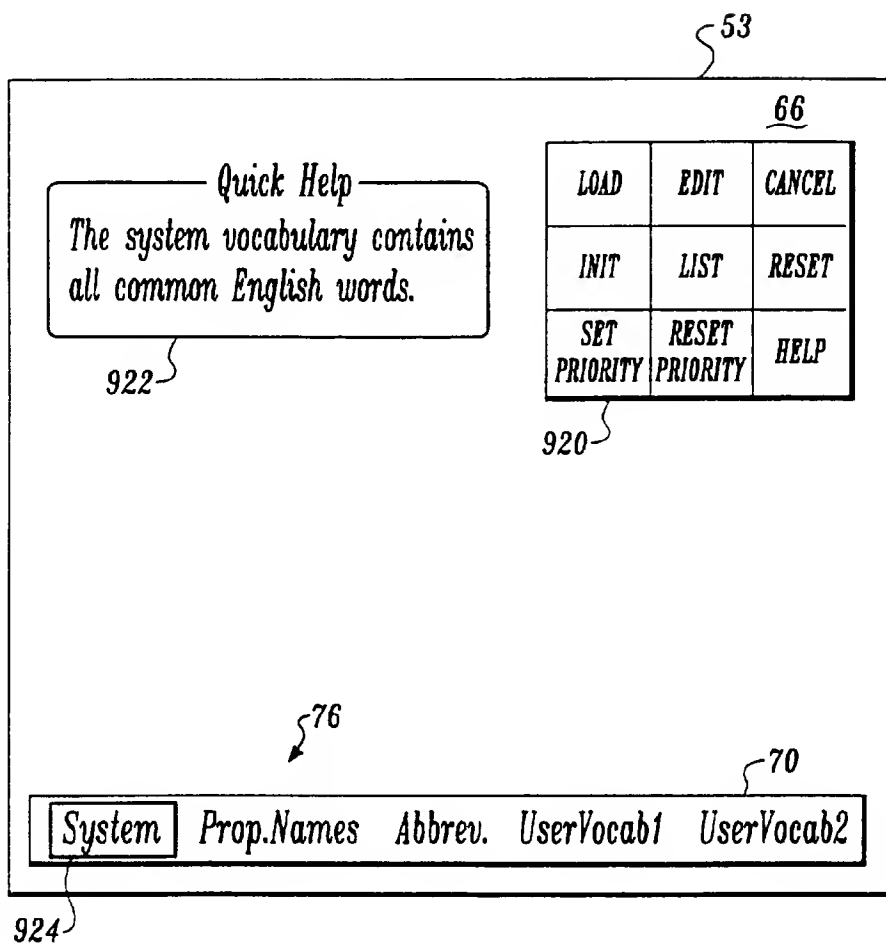 53
66
Quick Help
The system vocabulary contains
all common English words.
922
LOAD EDIT CANCEL
INIT LIST RESET
SET PRIORITY RESET PRIORITY HELP
920
76
70
System Prop.Names Abbrev. UserVocab1 UserVocab2
924